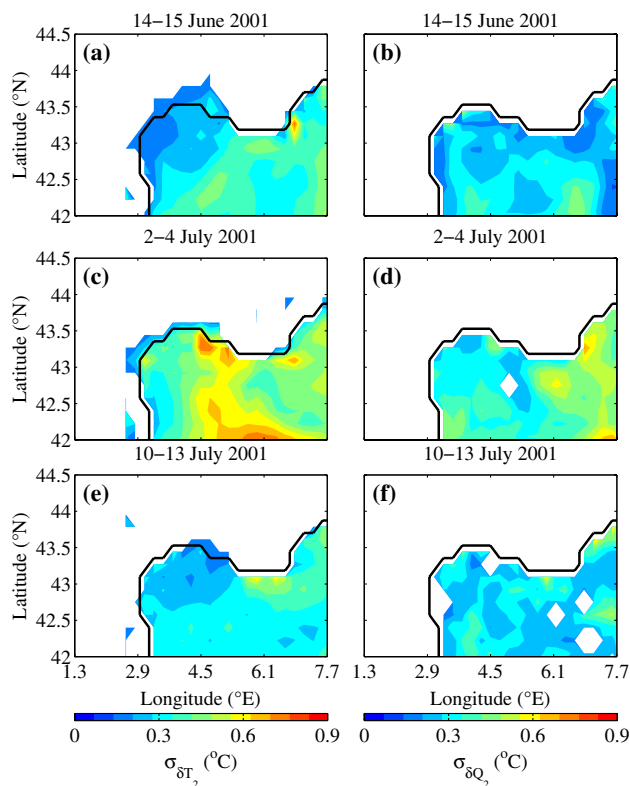 14−15 June 2001
14−15 June 2001
44.5
(a)
(b)
44
43.5
43
42.5
42
Latitude (°N)
2−4 July 2001
2−4 July 2001
44.5
(c)
(d)
44
43.5
43
42.5
42
Latitude (°N)
10−13 July 2001
10−13 July 2001
44.5
(e)
(f)
44
43.5
43
42.5
42
Latitude (°N)
1.3 2.9 4.5 6.1 7.7
1.3 2.9 4.5 6.1 7.7
Longitude (°E)
Longitude (°E)
0 0.3 0.6 0.9
0 0.3 0.6 0.9
σδT2 (°C)
σδQ2 (°C)